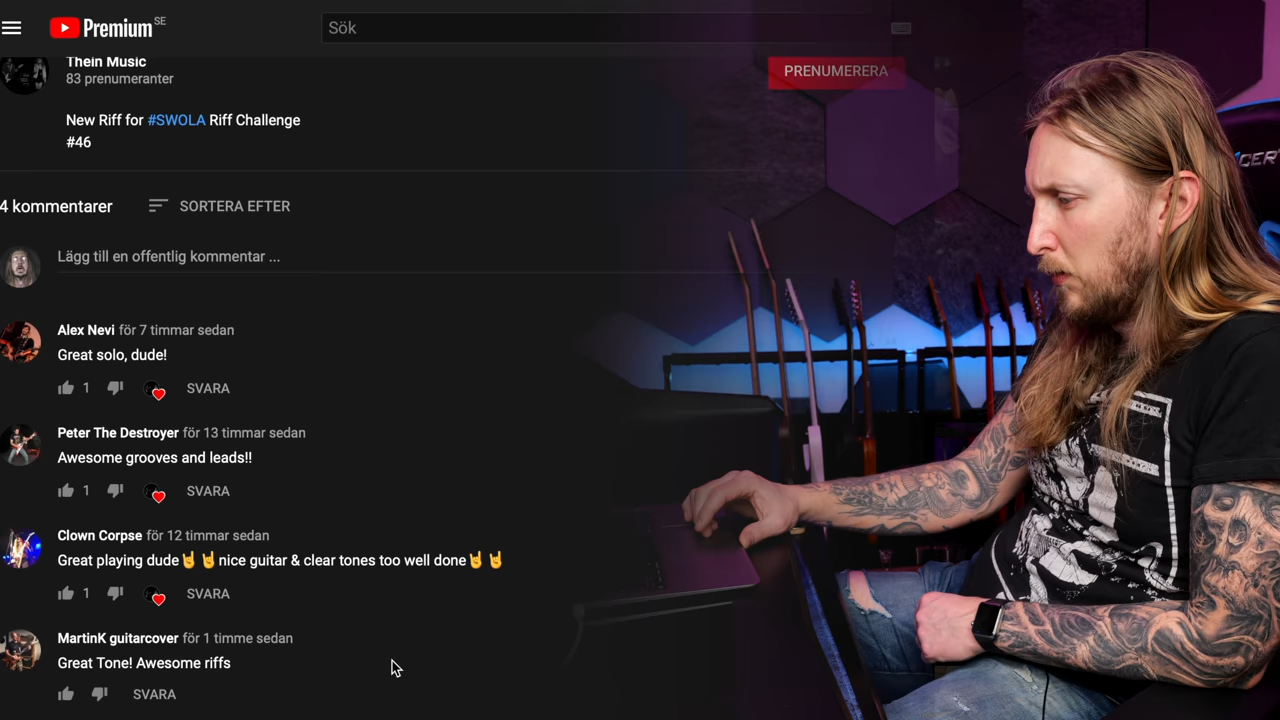 Premium SE
Sök
Thein Music
83 prenumeranter
PRENUMERERA
New Riff for #SWOLA Riff Challenge
#46
4 kommentarer
SORTERA EFTER
Lägg till en offentlig kommentar ...
Alex Nevi för 7 timmar sedan
Great solo, dude!
1 SVARA
Peter The Destroyer för 13 timmar sedan
Awesome grooves and leads!!
1 SVARA
Clown Corpse för 12 timmar sedan
Great playing dude🤘🤘nice guitar & clear tones too well done🤘🤘
1 SVARA
MartinK guitarcover för 1 timme sedan
Great Tone! Awesome riffs
SVARA